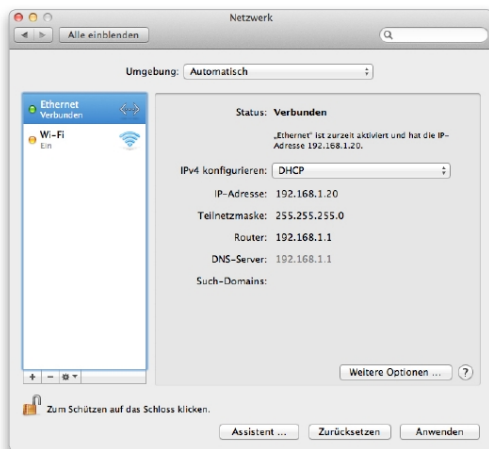 Netzwerk
Alle einblenden
Umgebung: Automatisch
Ethernet
Verbunden
Wi-Fi
Ein
Status: Verbunden
„Ethernet“ ist zurzeit aktiviert und hat die IP-
Adresse 192.168.1.20.
IPv4 konfigurieren: DHCP
IP-Adresse: 192.168.1.20
Teilnetzmaske: 255.255.255.0
Router: 192.168.1.1
DNS-Server: 192.168.1.1
Such-Domains:
Weitere Optionen ... ?
Zum Schützen auf das Schloss klicken.
Assistent ... Zurücksetzen Anwenden